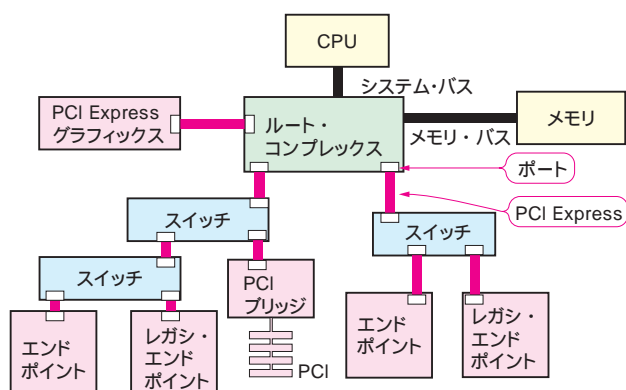 CPU
システム・バス
PCI Express
グラフィックス
ルート・
コンプレックス
メモリ
メモリ・バス
ポート
PCI Express
スイッチ
スイッチ
スイッチ
PCI
ブリッジ
エンド
ポイント
レガシ・
エンド
ポイント
PCI
エンド
ポイント
レガシ・
エンド
ポイント